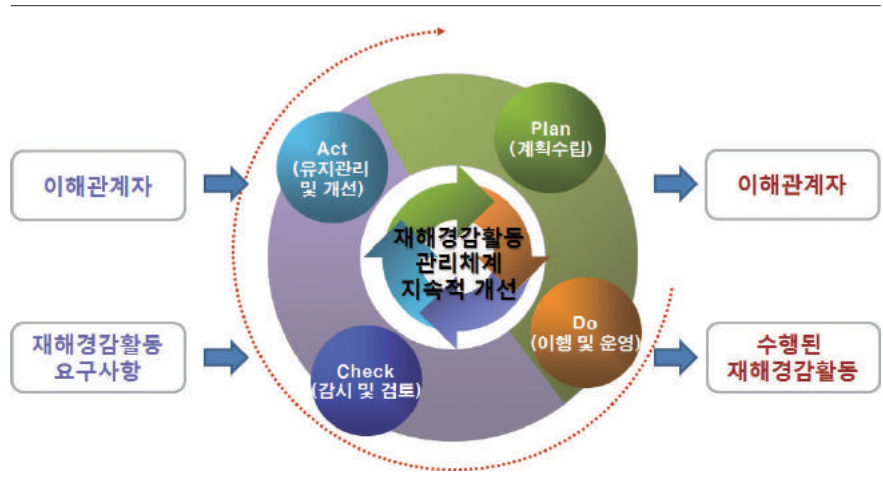 이해관계자
재해경감활동
요구사항
Act
(유지관리
및 개선)
Plan
(계획수립)
재해경감활동
관리체계
지속적 개선
Check
(감시 및 검토)
Do
(이행 및 운영)
이해관계자
수행된
재해경감활동